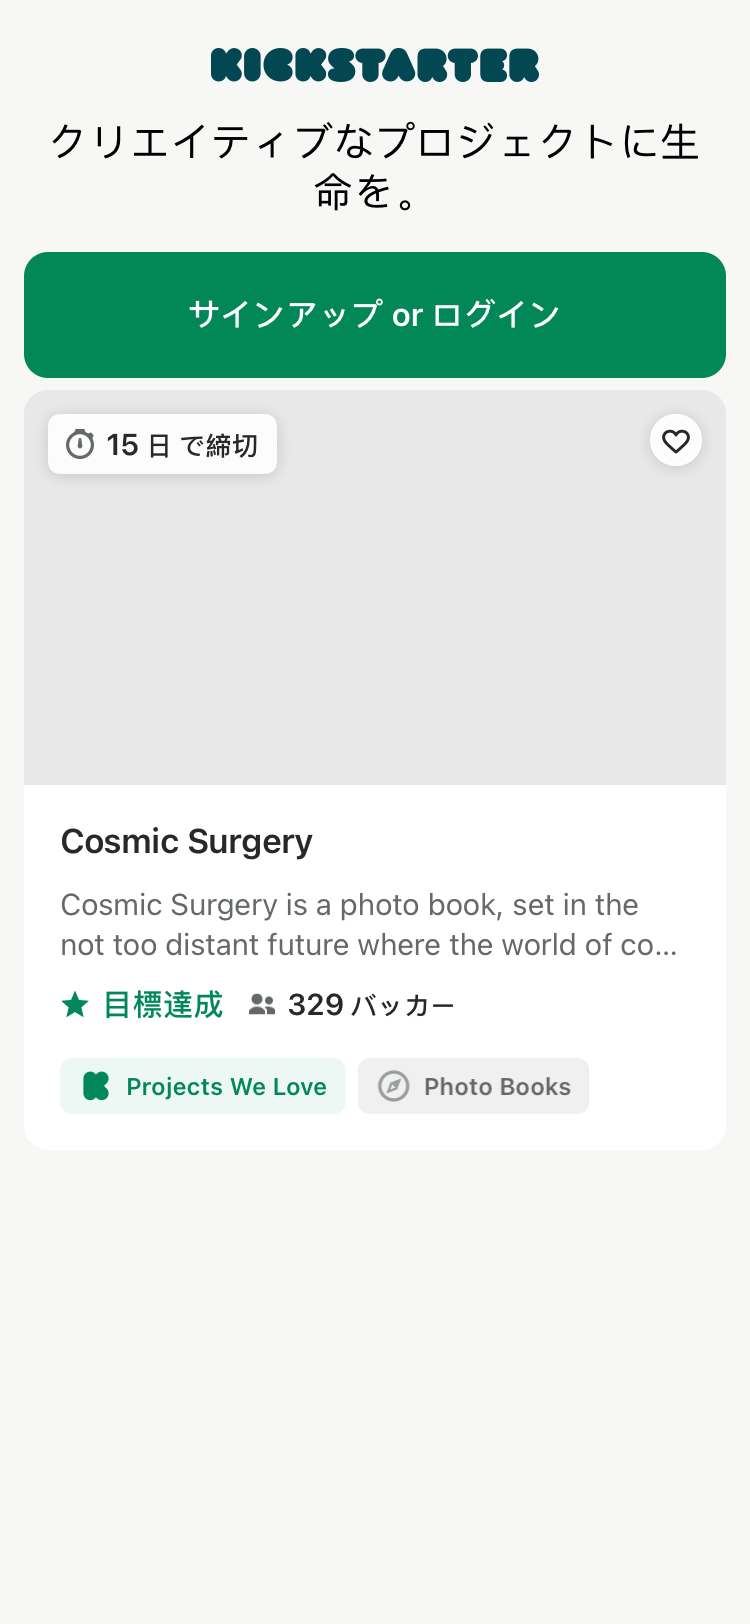 KICKSTARTER
クリエイティブなプロジェクトに生
命を。
サインアップ or ログイン
15 日 で締切
Cosmic Surgery
Cosmic Surgery is a photo book, set in the
not too distant future where the world of co...
目標達成 329 バッカー
Projects We Love Photo Books